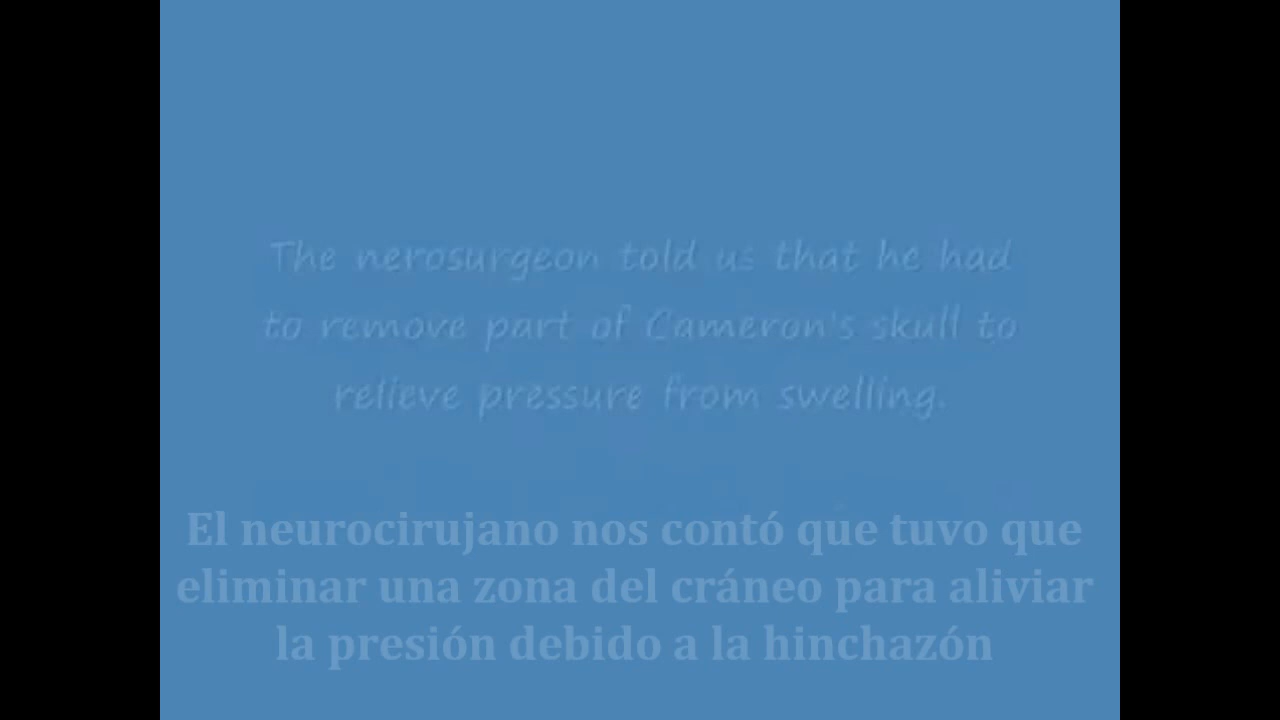 The nerosurgeon told us that he had
to remove part of Cameron's skull to
relieve pressure from swelling.
El neurocirujano nos contó que tuvo que
eliminar una zona del cráneo para aliviar
la presión debido a la hinchazón